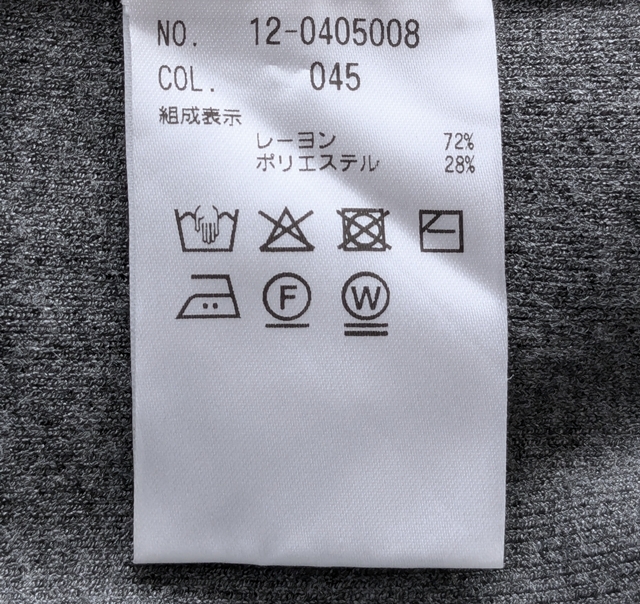 NO. 12-0405008
COL. 045
組成表示
レーヨン 72%
ポリエステル 28%
F W